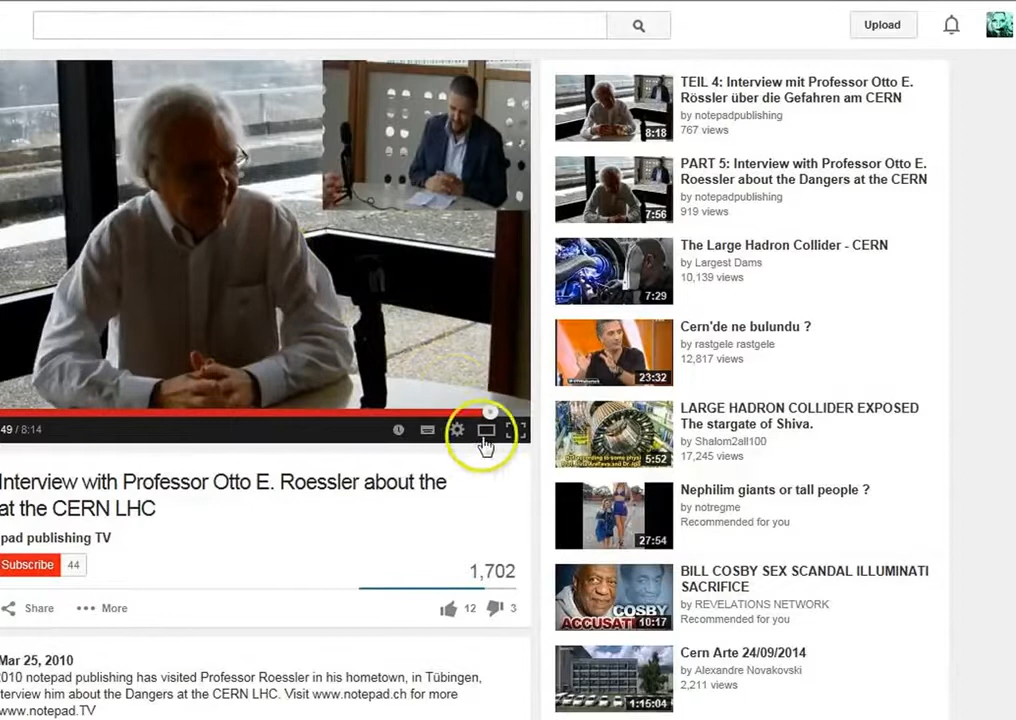 Upload
49 / 8:14
Interview with Professor Otto E. Roessler about the
at the CERN LHC
pad publishing TV
Subscribe 44
1,702
Share More 12 3
Mar 25, 2010
2010 notepad publishing has visited Professor Roessler in his hometown, in Tübingen,
terview him about the Dangers at the CERN LHC. Visit www.notepad.ch for more
www.notepad.TV
8:18
TEIL 4: Interview mit Professor Otto E.
Rössler über die Gefahren am CERN
by notepadpublishing
767 views
7:56
PART 5: Interview with Professor Otto E.
Roessler about the Dangers at the CERN
by notepadpublishing
919 views
7:29
The Large Hadron Collider - CERN
by Largest Dams
10,139 views
23:32
Cern'de ne bulundu ?
by rastgele rastgele
12,817 views
5:52
LARGE HADRON COLLIDER EXPOSED
The stargate of Shiva.
by Shalom2all100
17,245 views
27:54
Nephilim giants or tall people ?
by notregme
Recommended for you
COSBY
ACCUSATI
10:17
BILL COSBY SEX SCANDAL ILLUMINATI
SACRIFICE
by REVELATIONS NETWORK
Recommended for you
1:15:04
Cern Arte 24/09/2014
by Alexandre Novakovski
2,211 views